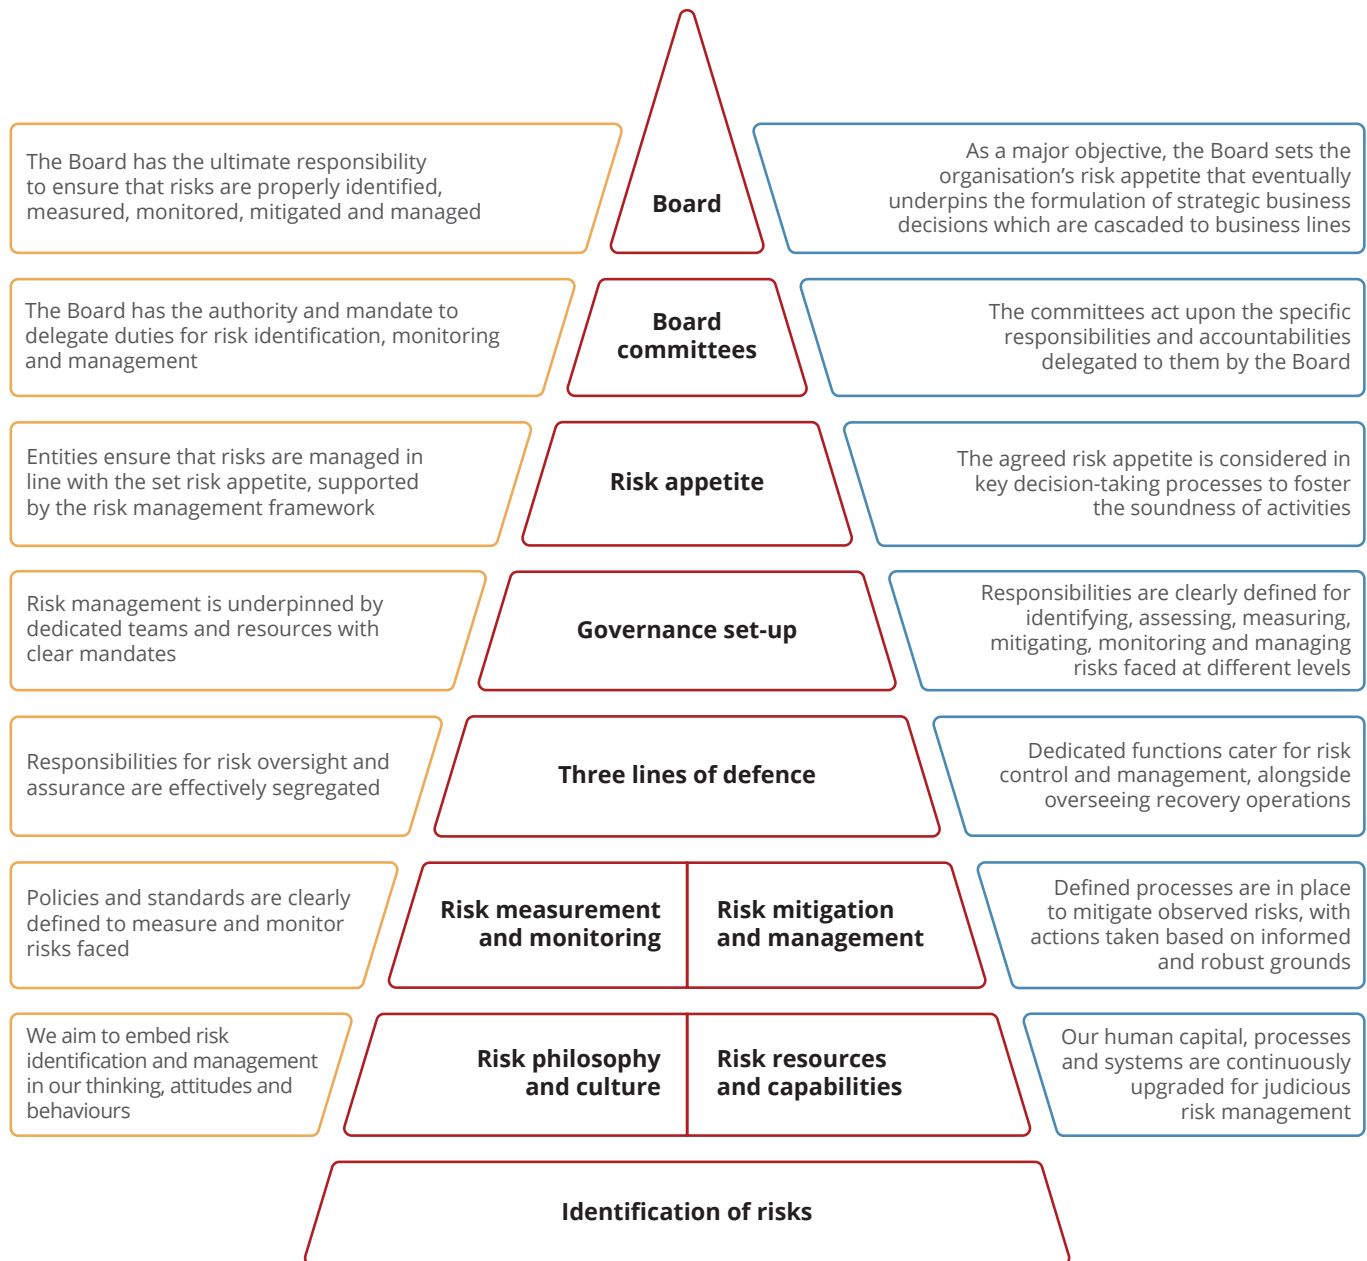 The Board has the ultimate responsibility
to ensure that risks are properly identified,
measured, monitored, mitigated and managed
Board
As a major objective, the Board sets the
organisation’s risk appetite that eventually
underpins the formulation of strategic business
decisions which are cascaded to business lines
The Board has the authority and mandate to
delegate duties for risk identification, monitoring
and management
Board
committees
The committees act upon the specific
responsibilities and accountabilities
delegated to them by the Board
Entities ensure that risks are managed in
line with the set risk appetite, supported
by the risk management framework
Risk appetite
The agreed risk appetite is considered in
key decision-taking processes to foster
the soundness of activities
Risk management is underpinned by
dedicated teams and resources with
clear mandates
Governance set-up
Responsibilities are clearly defined for
identifying, assessing, measuring,
mitigating, monitoring and managing
risks faced at different levels
Responsibilities for risk oversight and
assurance are effectively segregated
Three lines of defence
Dedicated functions cater for risk
control and management, alongside
overseeing recovery operations
Policies and standards are clearly
defined to measure and monitor
risks faced
Risk measurement
and monitoring
Risk mitigation
and management
Defined processes are in place
to mitigate observed risks, with
actions taken based on informed
and robust grounds
We aim to embed risk
identification and management
in our thinking, attitudes and
behaviours
Risk philosophy
and culture
Risk resources
and capabilities
Our human capital, processes
and systems are continuously
upgraded for judicious
risk management
Identification of risks